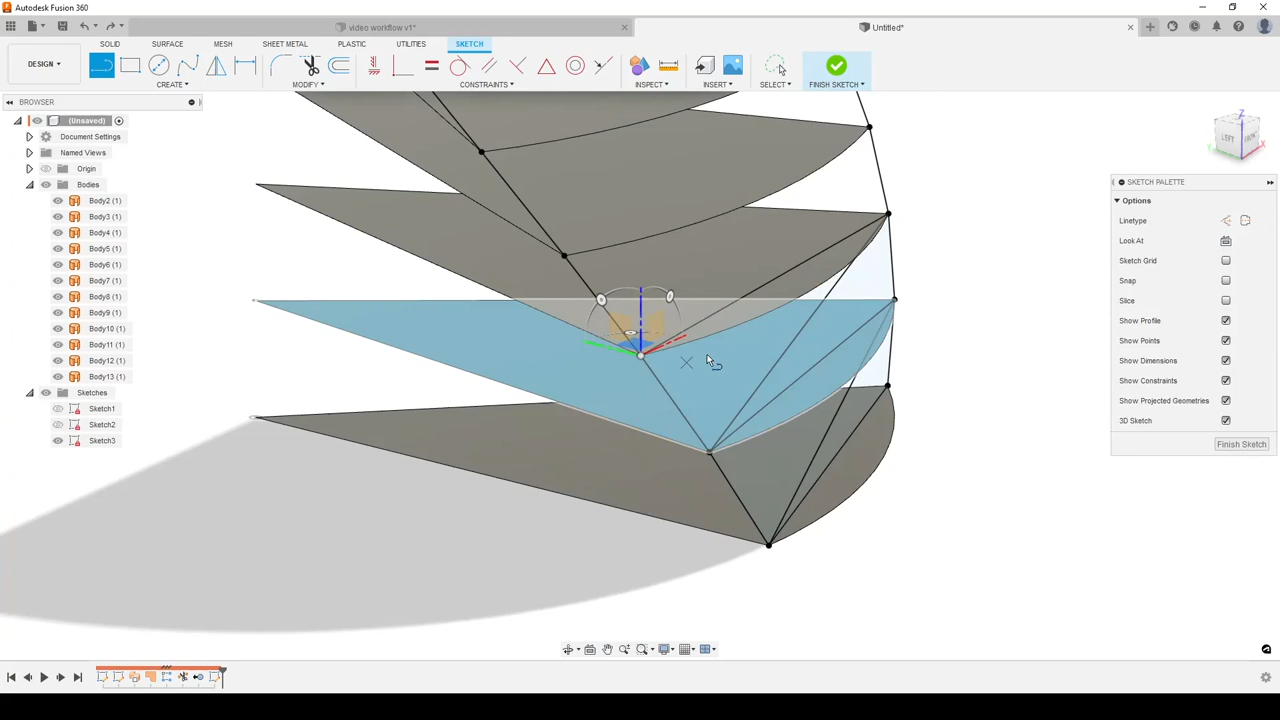 Autodesk Fusion 360
video workflow v1*
Untitled*
DESIGN
SOLID
SURFACE
MESH
SHEET METAL
PLASTIC
UTILITIES
SKETCH
CREATE
MODIFY
CONSTRAINTS
INSPECT
INSERT
SELECT
FINISH SKETCH
BROWSER
(Unsaved)
Document Settings
Named Views
Origin
Bodies
Body2 (1)
Body3 (1)
Body4 (1)
Body5 (1)
Body6 (1)
Body7 (1)
Body8 (1)
Body9 (1)
Body10 (1)
Body11 (1)
Body12 (1)
Body13 (1)
Sketches
Sketch1
Sketch2
Sketch3
Z
LEFT
FRONT
X
Y
SKETCH PALETTE
Options
Linetype
Look At
Sketch Grid
Snap
Slice
Show Profile
Show Points
Show Dimensions
Show Constraints
Show Projected Geometries
3D Sketch
Finish Sketch